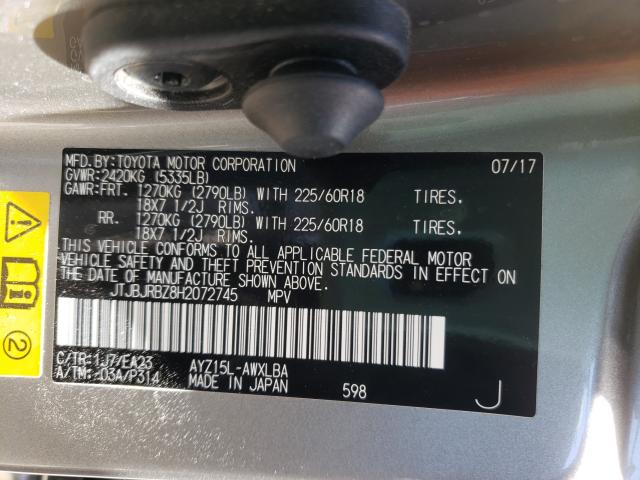 MFD.BY:TOYOTA MOTOR CORPORATION 07/17
GVWR:2420KG (5335LB)
GAWR:FRT. 1270KG (2790LB) WITH 225/60R18 TIRES.
18X7 1/2J RIMS.
RR. 1270KG (2790LB) WITH 225/60R18 TIRES.
18X7 1/2J RIMS.
THIS VEHICLE CONFORMS TO ALL APPLICABLE FEDERAL MOTOR
VEHICLE SAFETY AND THEFT PREVENTION STANDARDS IN EFFECT ON
THE DATE OF MANUFACTURE SHOWN ABOVE.
JTJBJRBZ8H2072745 MPV
C/TR:1J7/EA23 AYZ15L-AWXLBA
A/TM:-03A/P314 MADE IN JAPAN 598 J
2